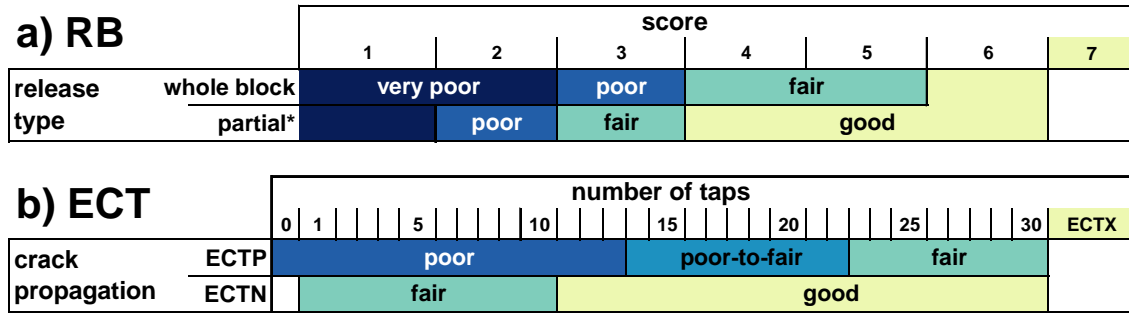 a) RB
score
1 2 3 4 5 6 7
release whole block very poor poor fair
type partial* poor fair good
b) ECT
number of taps
0 1 5 10 15 20 25 30 ECTX
crack ECTP poor poor-to-fair fair
propagation ECTN fair good